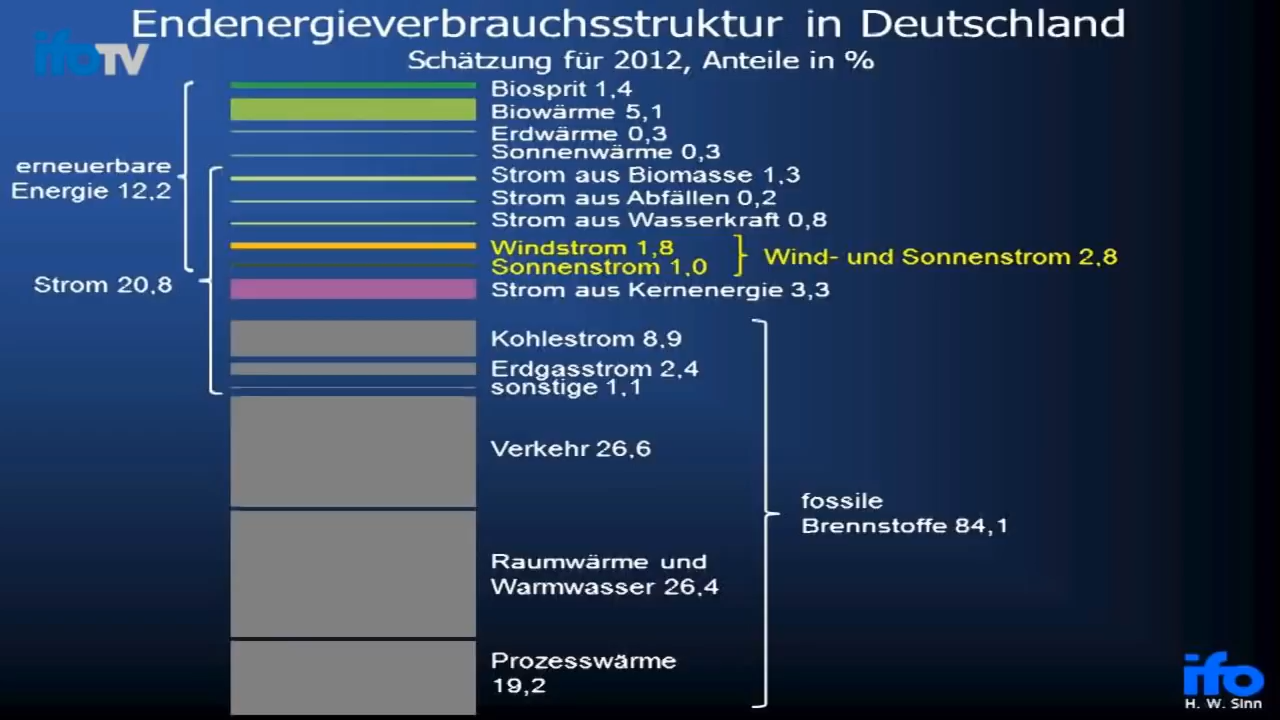 Endenergieverbrauchsstruktur in Deutschland
ifoTV
Schätzung für 2012, Anteile in %
Biosprit 1,4
Biowärme 5,1
Erdwärme 0,3
Sonnenwärme 0,3
erneuerbare
Energie 12,2
Strom aus Biomasse 1,3
Strom aus Abfällen 0,2
Strom aus Wasserkraft 0,8
Windstrom 1,8
Sonnenstrom 1,0
Wind- und Sonnenstrom 2,8
Strom 20,8
Strom aus Kernenergie 3,3
Kohlestrom 8,9
Erdgasstrom 2,4
sonstige 1,1
Verkehr 26,6
fossile
Brennstoffe 84,1
Raumwärme und
Warmwasser 26,4
Prozesswärme
19,2
ifo
H. W. Sinn